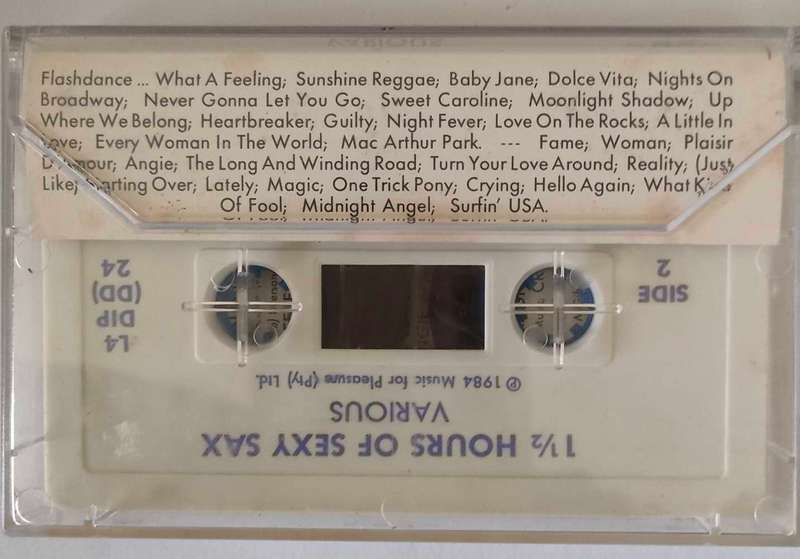 Flashdance ... What A Feeling; Sunshine Reggae; Baby Jane; Dolce Vita; Nights On
Broadway; Never Gonna Let You Go; Sweet Caroline; Moonlight Shadow; Up
Where We Belong; Heartbreaker; Guilty; Night Fever; Love On The Rocks; A Little In
Love; Every Woman In The World; Mac Arthur Park. --- Fame; Woman; Plaisir
D'Amour; Angie; The Long And Winding Road; Turn Your Love Around; Reality; (Just
Like; Starting Over; Lately; Magic; One Trick Pony; Crying; Hello Again; What Kind
Of Fool; Midnight Angel; Surfin' USA.
1½ HOURS OF SEXY SAX
VARIOUS
℗ 1984 Music for Pleasure (Pty) Ltd.
SIDE
2
L4
DIP
(DD)
24